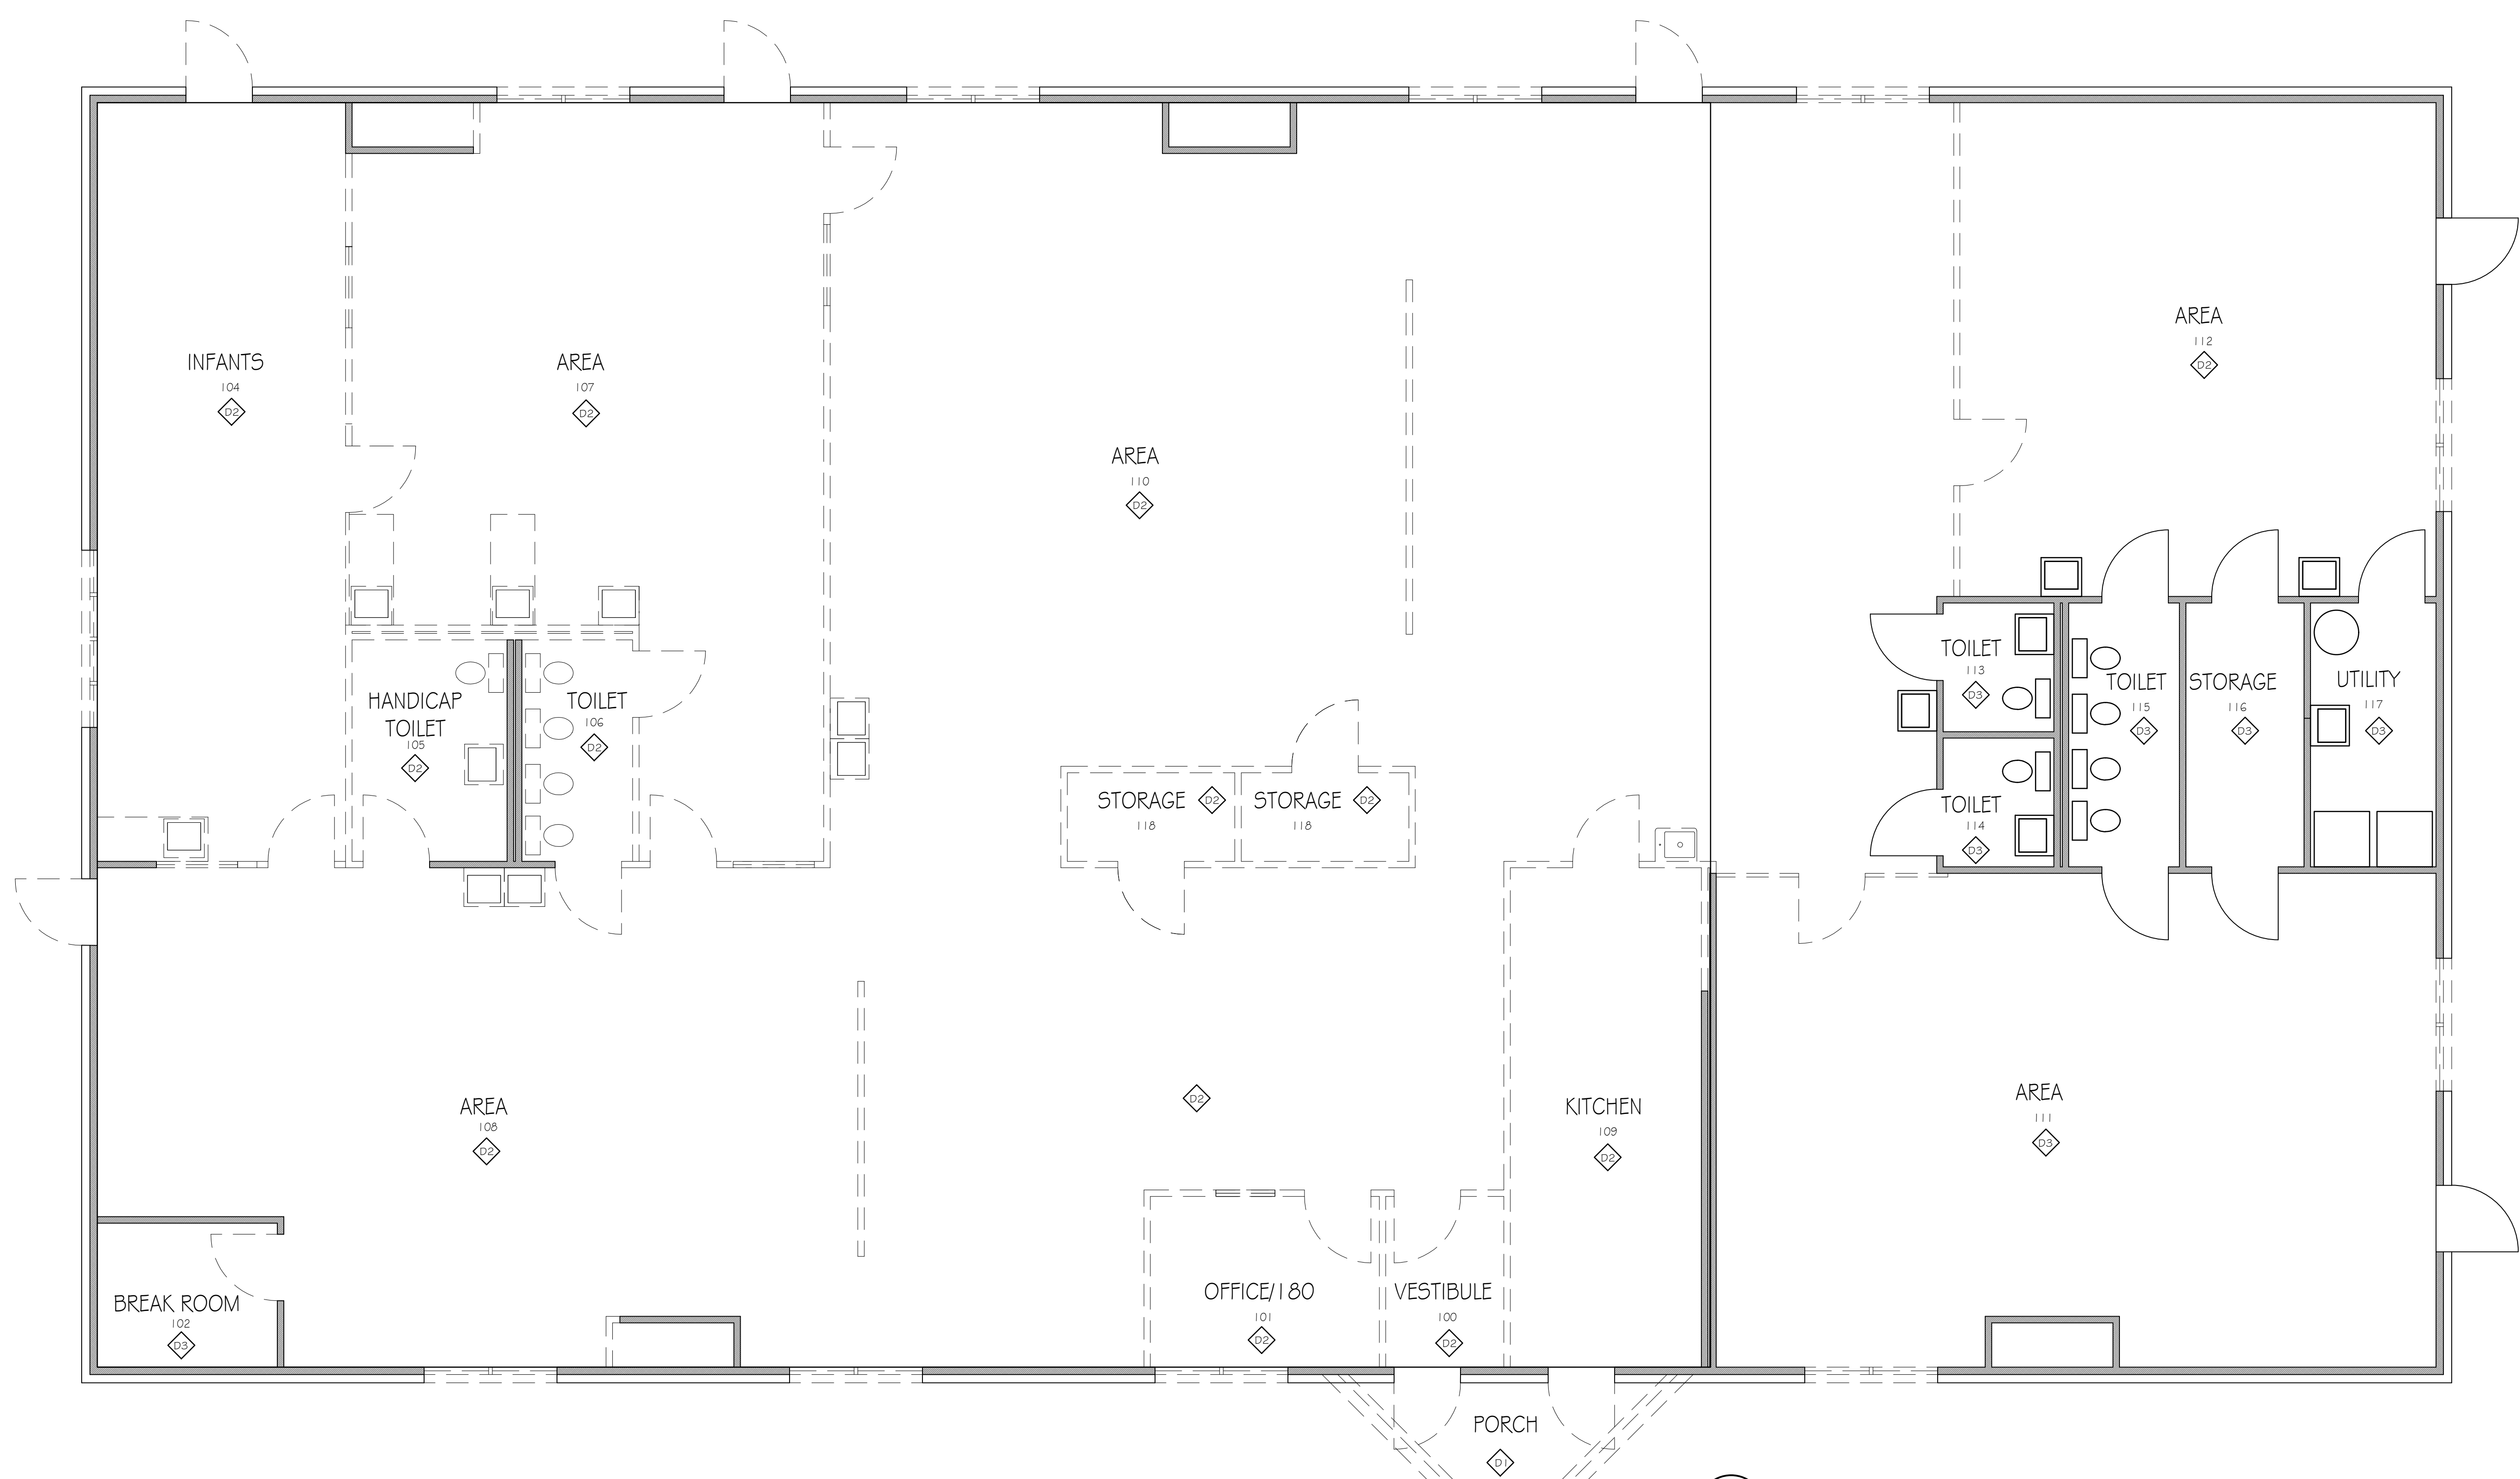 INFANTS
104
D2
AREA
107
D2
AREA
110
D2
AREA
112
D2
HANDICAP
TOILET
105
D2
TOILET
106
D2
STORAGE
D2
118
STORAGE
D2
118
TOILET
113
D3
TOILET
114
D3
TOILET
115
D3
STORAGE
116
D3
UTILITY
117
D3
AREA
108
D2
D2
KITCHEN
109
D2
AREA
111
D3
BREAK ROOM
102
D3
OFFICE/180
101
D2
VESTIBULE
100
D2
PORCH
D1